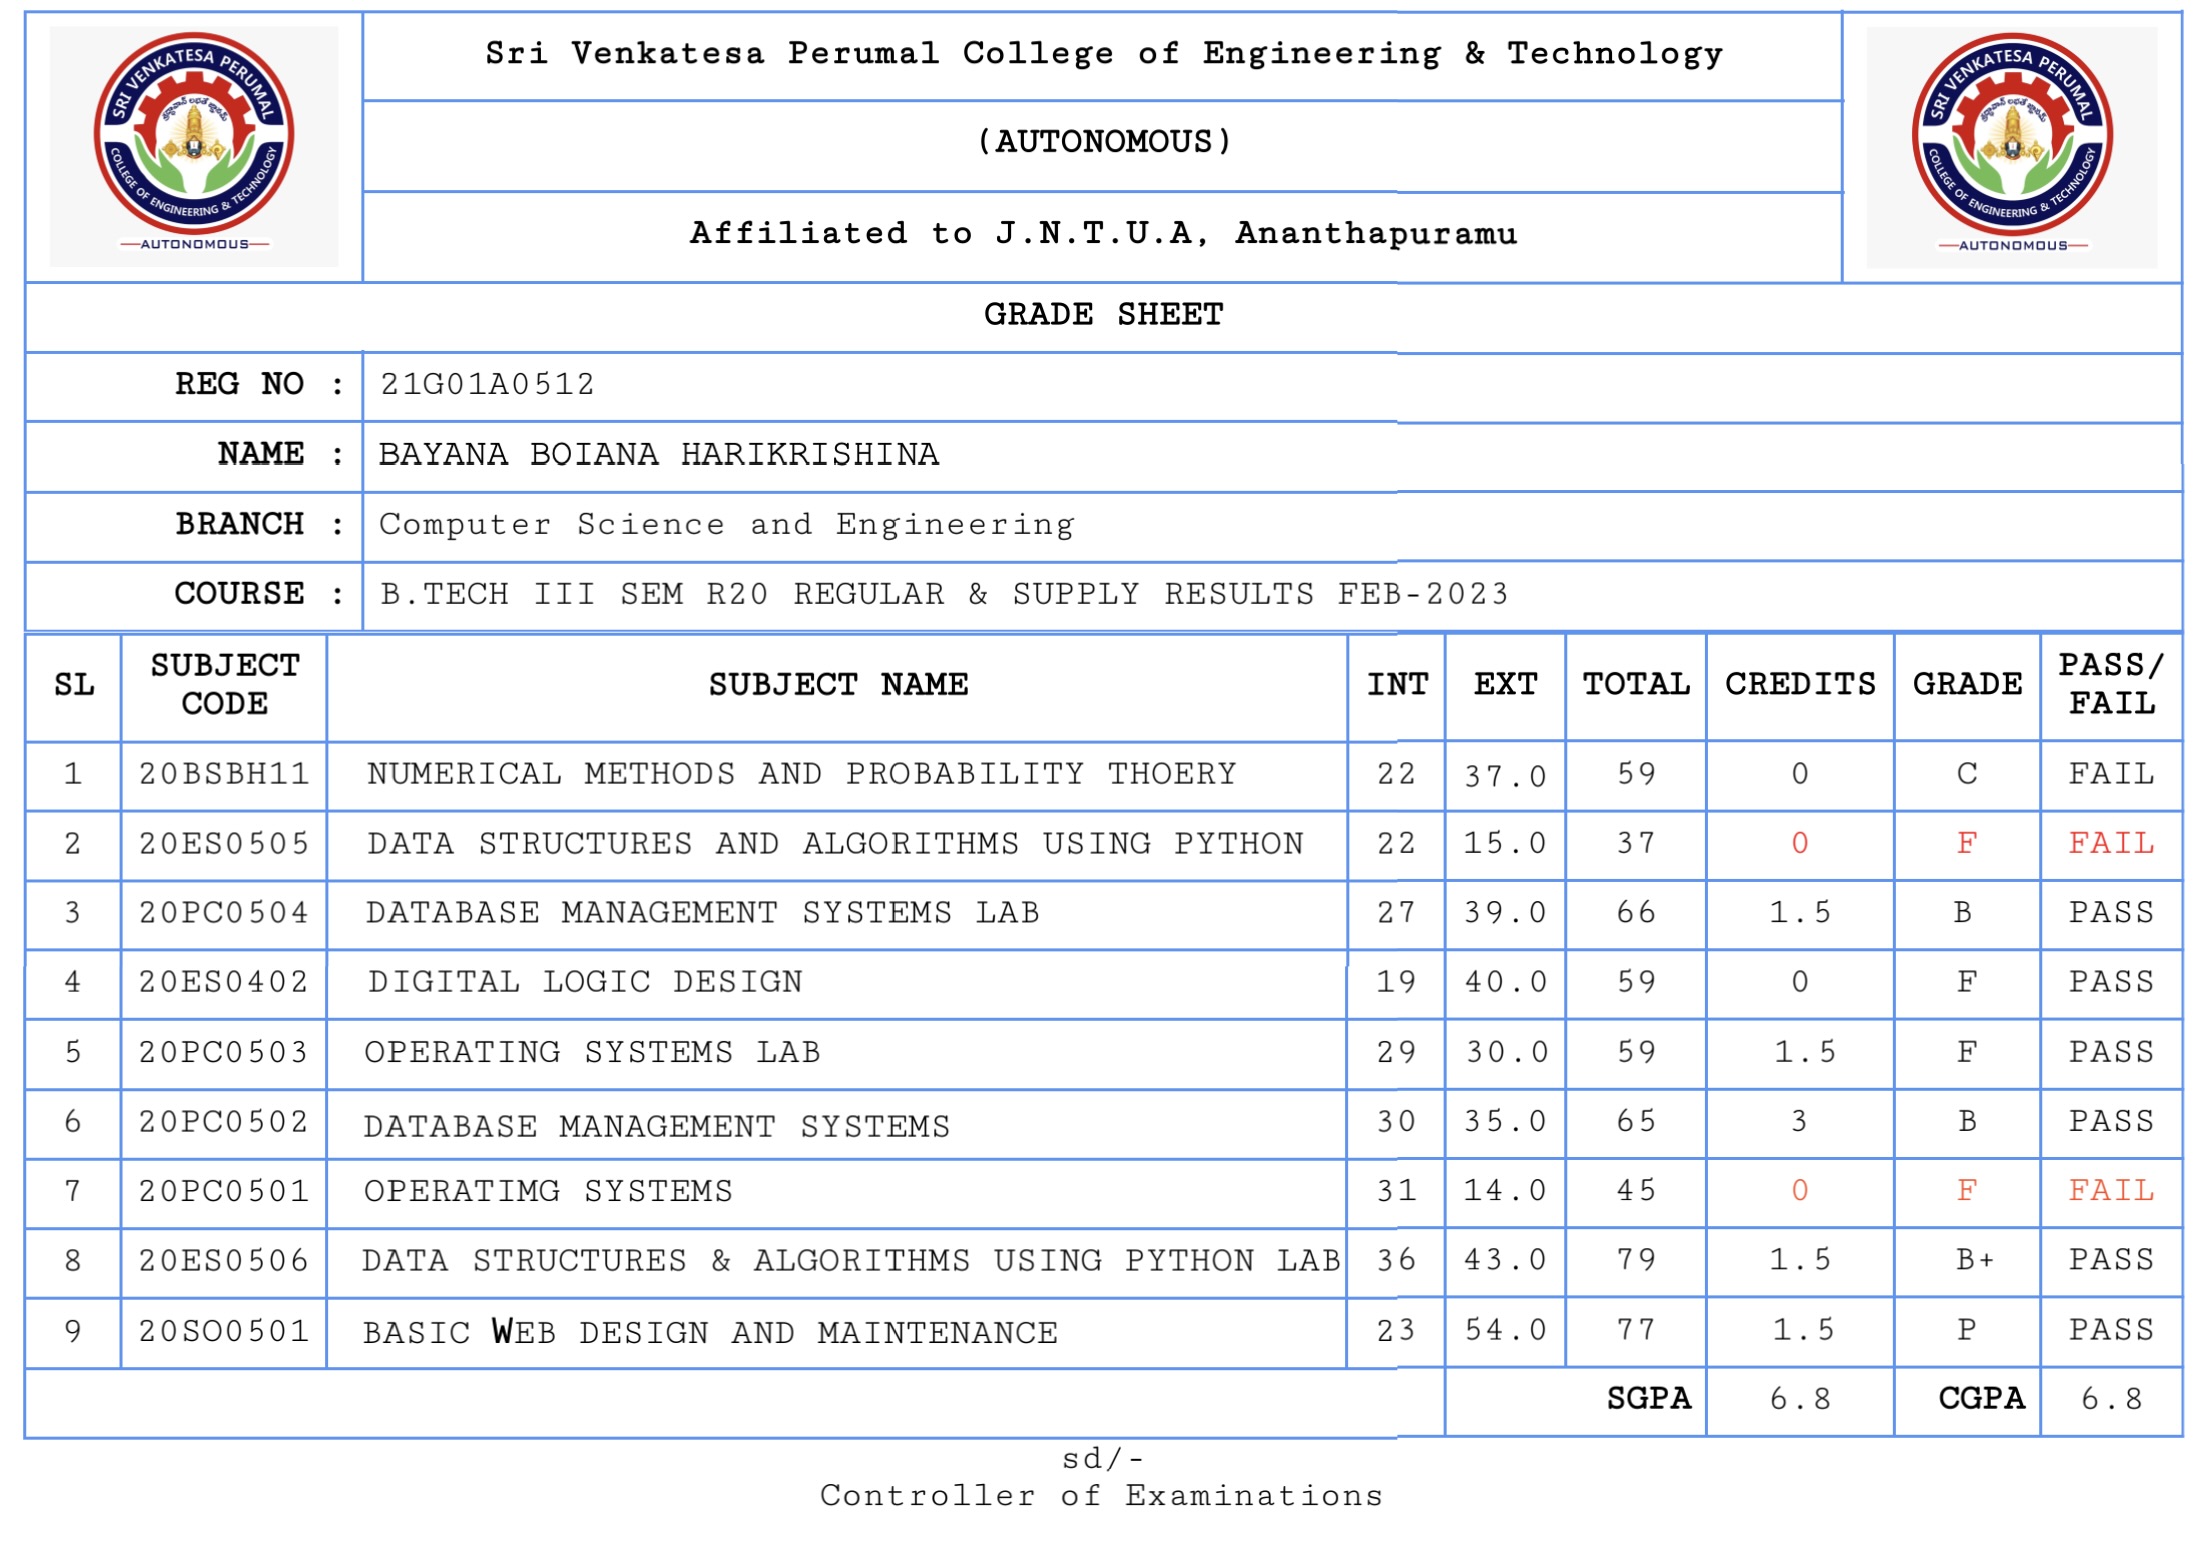 SRI VENKATESA PERUMAL
COLLEGE OF ENGINEERING & TECHNOLOGY
AUTONOMOUS
Sri Venkatesa Perumal College of Engineering & Technology
(AUTONOMOUS)
Affiliated to J.N.T.U.A, Ananthapuramu
SRI VENKATESA PERUMAL
COLLEGE OF ENGINEERING & TECHNOLOGY
AUTONOMOUS
GRADE SHEET
REG NO : 21G01A0512
NAME : BAYANA BOIANA HARIKRISHINA
BRANCH : Computer Science and Engineering
COURSE : B.TECH III SEM R20 REGULAR & SUPPLY RESULTS FEB-2023
SL SUBJECT CODE SUBJECT NAME INT EXT TOTAL CREDITS GRADE PASS/FAIL
1 20BSBH11 NUMERICAL METHODS AND PROBABILITY THOERY 22 37.0 59 0 C FAIL
2 20ES0505 DATA STRUCTURES AND ALGORITHMS USING PYTHON 22 15.0 37 0 F FAIL
3 20PC0504 DATABASE MANAGEMENT SYSTEMS LAB 27 39.0 66 1.5 B PASS
4 20ES0402 DIGITAL LOGIC DESIGN 19 40.0 59 0 F PASS
5 20PC0503 OPERATING SYSTEMS LAB 29 30.0 59 1.5 F PASS
6 20PC0502 DATABASE MANAGEMENT SYSTEMS 30 35.0 65 3 B PASS
7 20PC0501 OPERATIMG SYSTEMS 31 14.0 45 0 F FAIL
8 20ES0506 DATA STRUCTURES & ALGORITHMS USING PYTHON LAB 36 43.0 79 1.5 B+ PASS
9 20SO0501 BASIC WEB DESIGN AND MAINTENANCE 23 54.0 77 1.5 P PASS
SGPA 6.8 CGPA 6.8
sd/-
Controller of Examinations